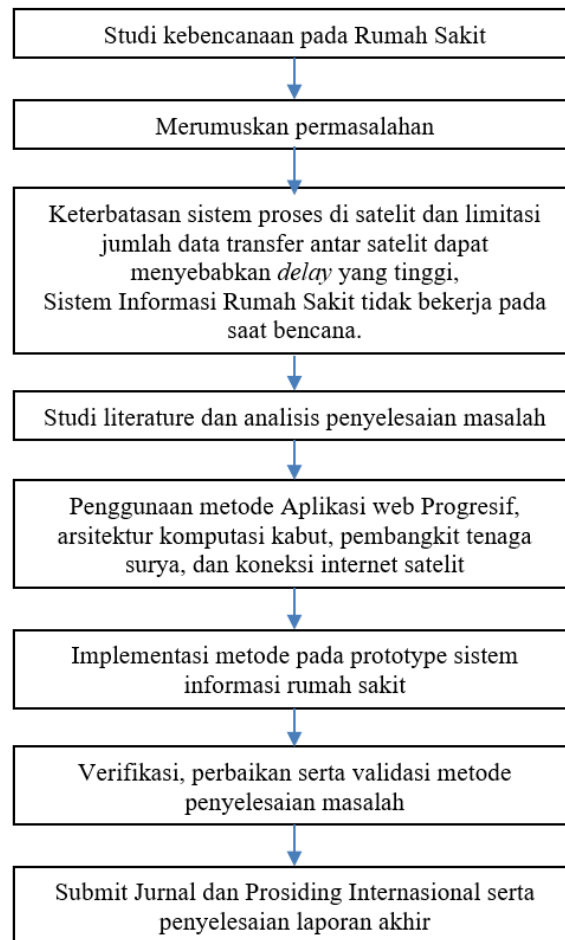 Studi kebencanaan pada Rumah Sakit
Merumuskan permasalahan
Keterbatasan sistem proses di satelit dan limitasi
jumlah data transfer antar satelit dapat
menyebabkan delay yang tinggi,
Sistem Informasi Rumah Sakit tidak bekerja pada
saat bencana.
Studi literature dan analisis penyelesaian masalah
Penggunaan metode Aplikasi web Progresif,
arsitektur komputasi kabut, pembangkit tenaga
surya, dan koneksi internet satelit
Implementasi metode pada prototype sistem
informasi rumah sakit
Verifikasi, perbaikan serta validasi metode
penyelesaian masalah
Submit Jurnal dan Prosiding Internasional serta
penyelesaian laporan akhir